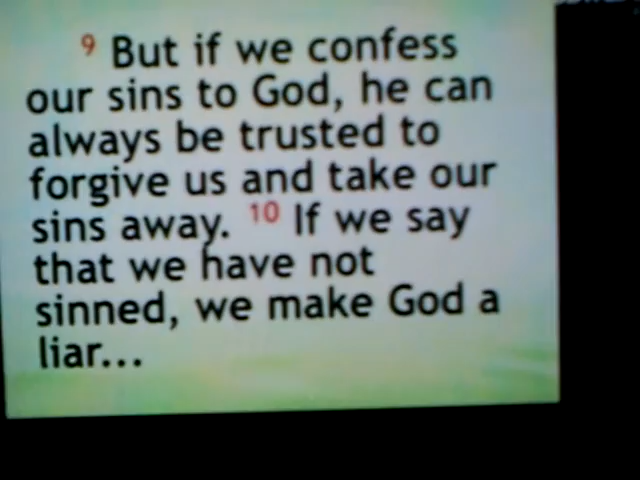 9 But if we confess
our sins to God, he can
always be trusted to
forgive us and take our
sins away. 10 If we say
that we have not
sinned, we make God a
liar...